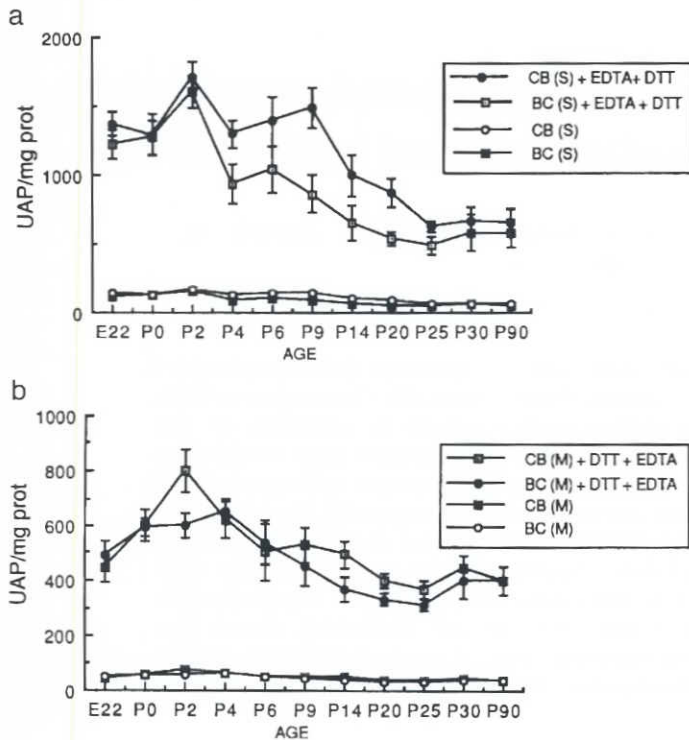 a
2000
1000
0
UAP/mg prot
E22 P0 P2 P4 P6 P9 P14 P20 P25 P30 P90
AGE
CB (S) + EDTA+ DTT
BC (S) + EDTA + DTT
CB (S)
BC (S)
b
1000
800
600
400
200
0
UAP/mg prot
E22 P0 P2 P4 P6 P9 P14 P20 P25 P30 P90
AGE
CB (M) + DTT + EDTA
BC (M) + DTT + EDTA
CB (M)
BC (M)